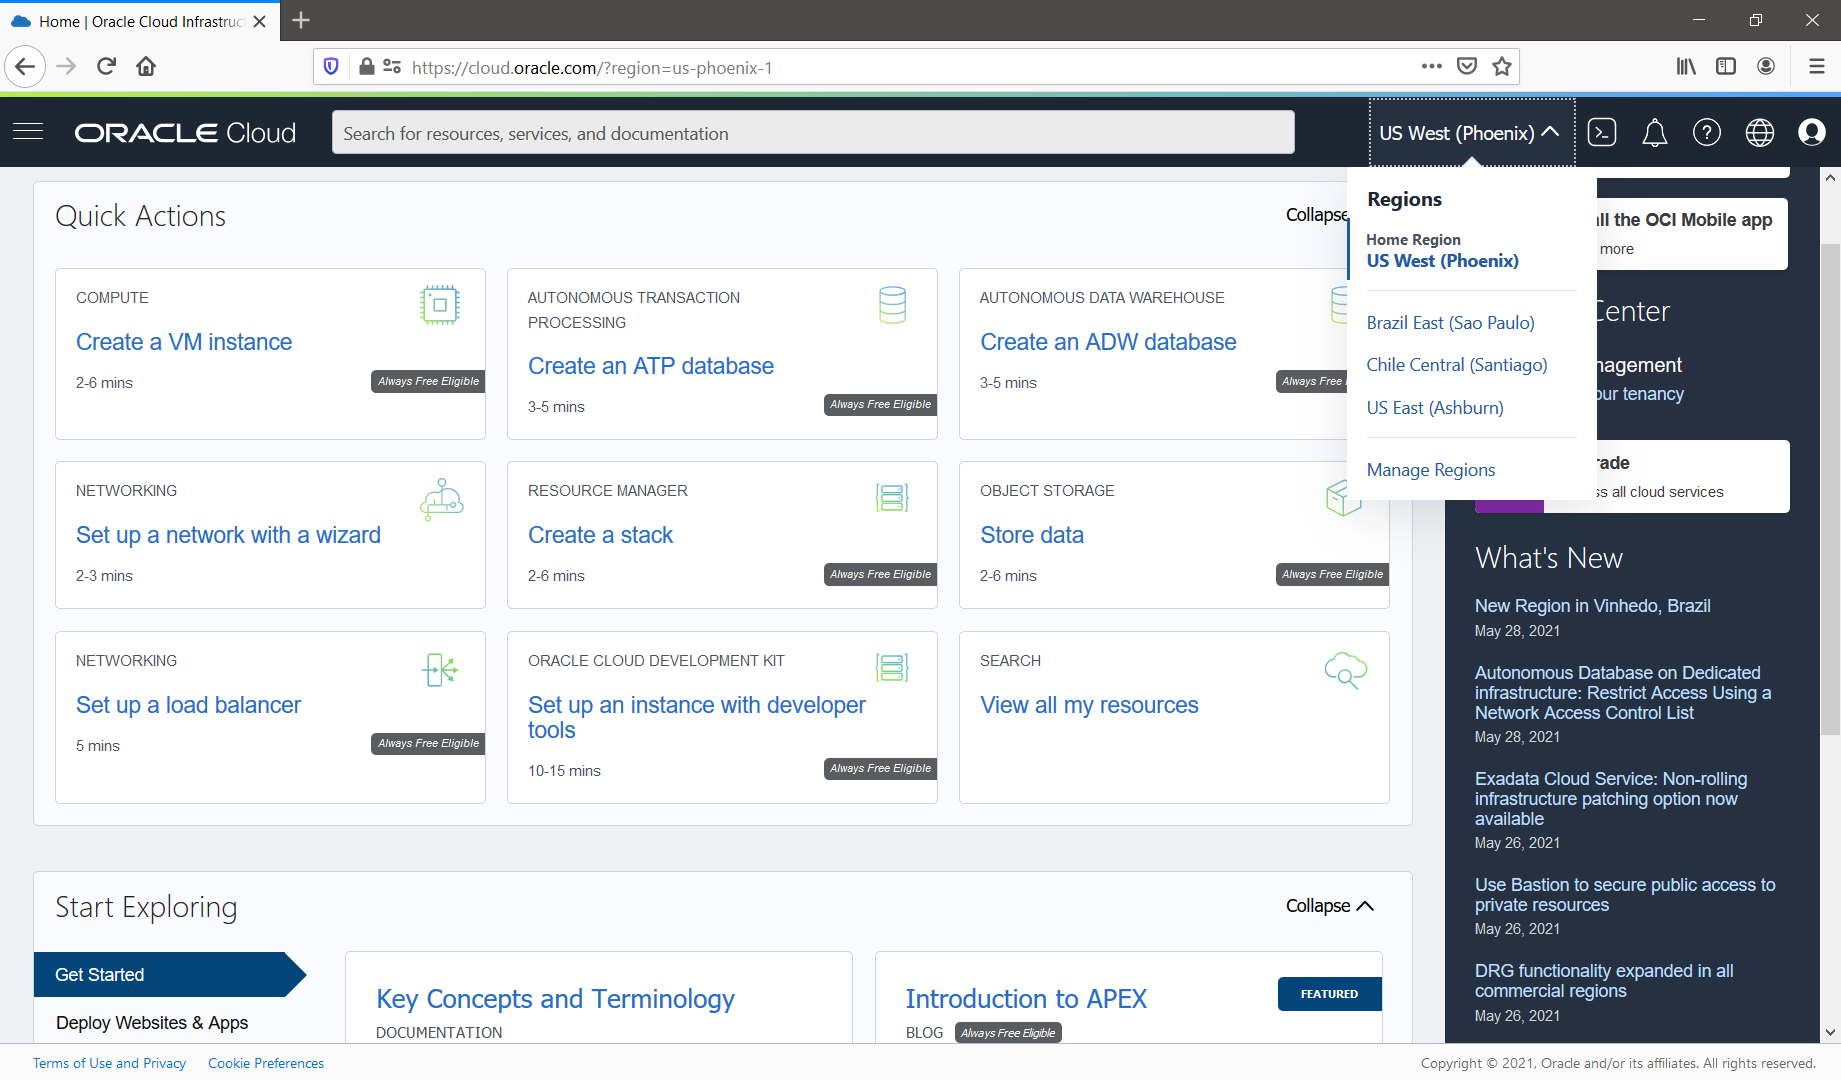 Home | Oracle Cloud Infrastruct
https://cloud.oracle.com/?region=us-phoenix-1
ORACLE Cloud
Search for resources, services, and documentation
US West (Phoenix)
Quick Actions
Collapse
COMPUTE
Create a VM instance
2-6 mins
Always Free Eligible
AUTONOMOUS TRANSACTION
PROCESSING
Create an ATP database
3-5 mins
Always Free Eligible
AUTONOMOUS DATA WAREHOUSE
Create an ADW database
3-5 mins
Always Free
NETWORKING
Set up a network with a wizard
2-3 mins
RESOURCE MANAGER
Create a stack
2-6 mins
Always Free Eligible
OBJECT STORAGE
Store data
2-6 mins
Always Free Eligible
NETWORKING
Set up a load balancer
5 mins
Always Free Eligible
ORACLE CLOUD DEVELOPMENT KIT
Set up an instance with developer
tools
10-15 mins
Always Free Eligible
SEARCH
View all my resources
Regions
Home Region
US West (Phoenix)
Brazil East (Sao Paulo)
Chile Central (Santiago)
US East (Ashburn)
Manage Regions
ll the OCI Mobile app
more
Center
nagement
our tenancy
rade
s all cloud services
What's New
New Region in Vinhedo, Brazil
May 28, 2021
Autonomous Database on Dedicated
infrastructure: Restrict Access Using a
Network Access Control List
May 28, 2021
Exadata Cloud Service: Non-rolling
infrastructure patching option now
available
May 26, 2021
Use Bastion to secure public access to
private resources
May 26, 2021
DRG functionality expanded in all
commercial regions
May 26, 2021
Start Exploring
Collapse
Get Started
Deploy Websites & Apps
Key Concepts and Terminology
DOCUMENTATION
Introduction to APEX
FEATURED
BLOG
Always Free Eligible
Terms of Use and Privacy
Cookie Preferences
Copyright © 2021, Oracle and/or its affiliates. All rights reserved.